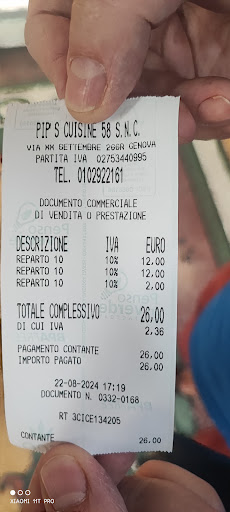 PIP'S CUISINE 58 S.N.C.
VIA XX SETTEMBRE 266R GENOVA
PARTITA IVA 02753440995
TEL. 0102922161
DOCUMENTO COMMERCIALE
DI VENDITA O PRESTAZIONE
DESCRIZIONE IVA EURO
REPARTO 10 10% 12,00
REPARTO 10 10% 12,00
REPARTO 10 10% 2,00
TOTALE COMPLESSIVO 26,00
DI CUI IVA 2,36
PAGAMENTO CONTANTE 26,00
IMPORTO PAGATO 26,00
22-08-2024 17:19
DOCUMENTO N. 0332-0168
RT 3CICE134205
CONTANTE 26.00
XIAOMI 11T PRO